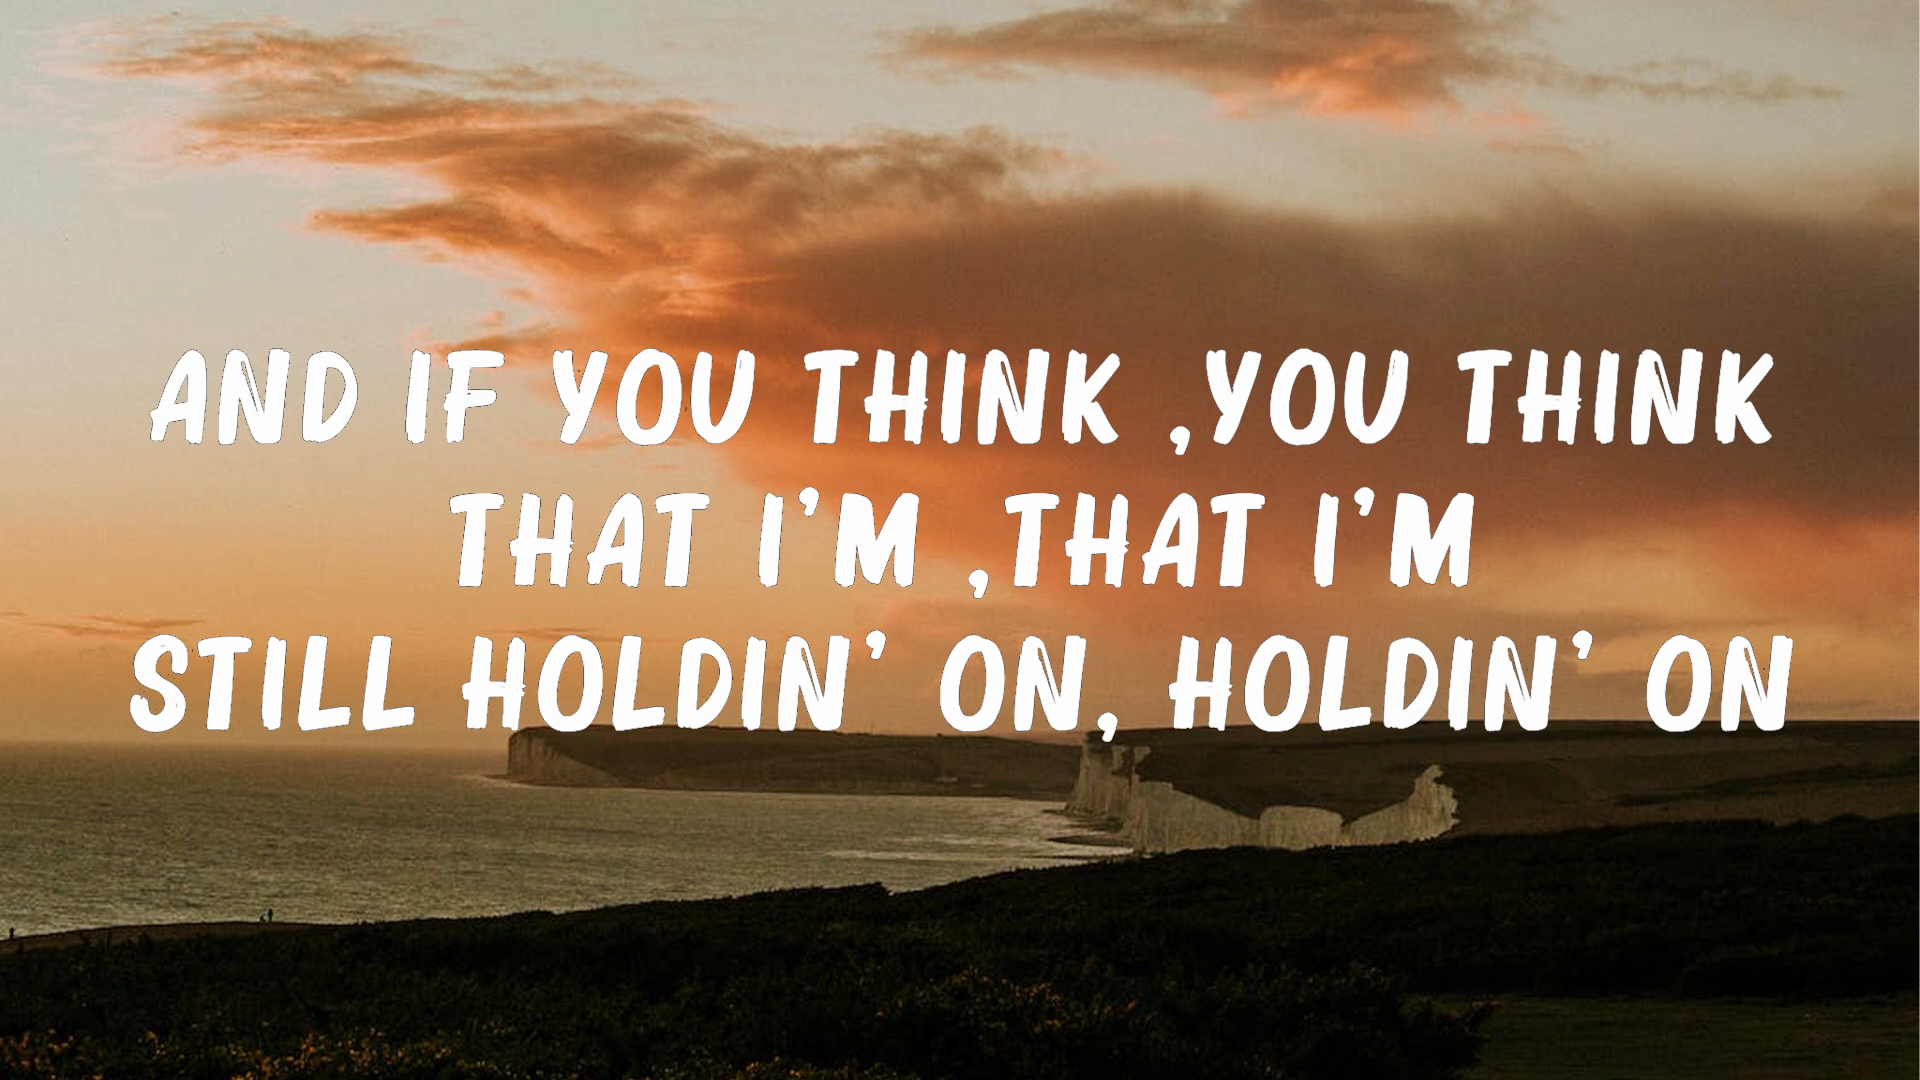 AND IF YOU THINK ,YOU THINK
THAT I'M ,THAT I'M
STILL HOLDIN' ON, HOLDIN' ON